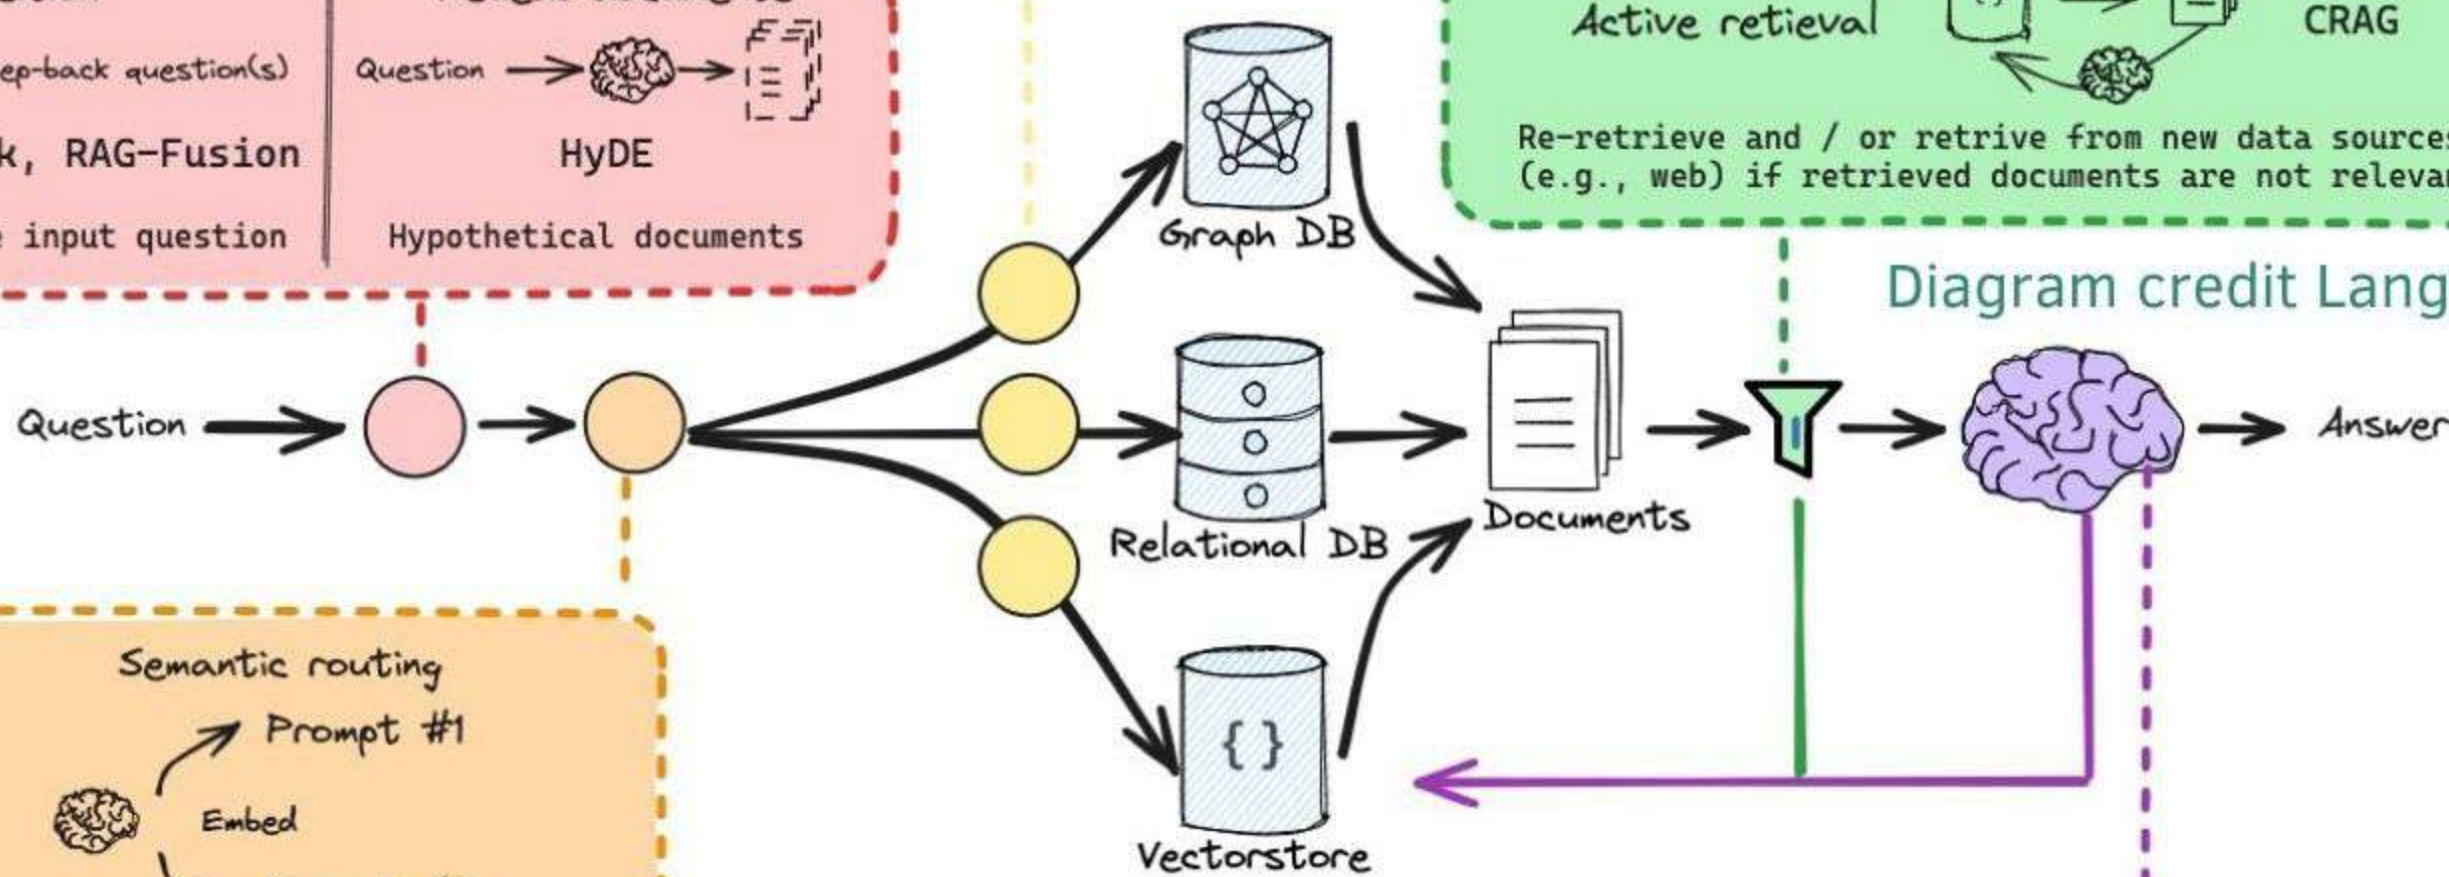 Question
ep-back question(s)
k, RAG-Fusion
HyDE
input question
Hypothetical documents
Graph DB
Active retieval
CRAG
Re-retrieve and / or retrive from new data sources
(e.g., web) if retrieved documents are not releva
Diagram credit Lang
Question
Relational DB
Documents
Answer
Semantic routing
Prompt #1
Embed
{}
Vectorstore